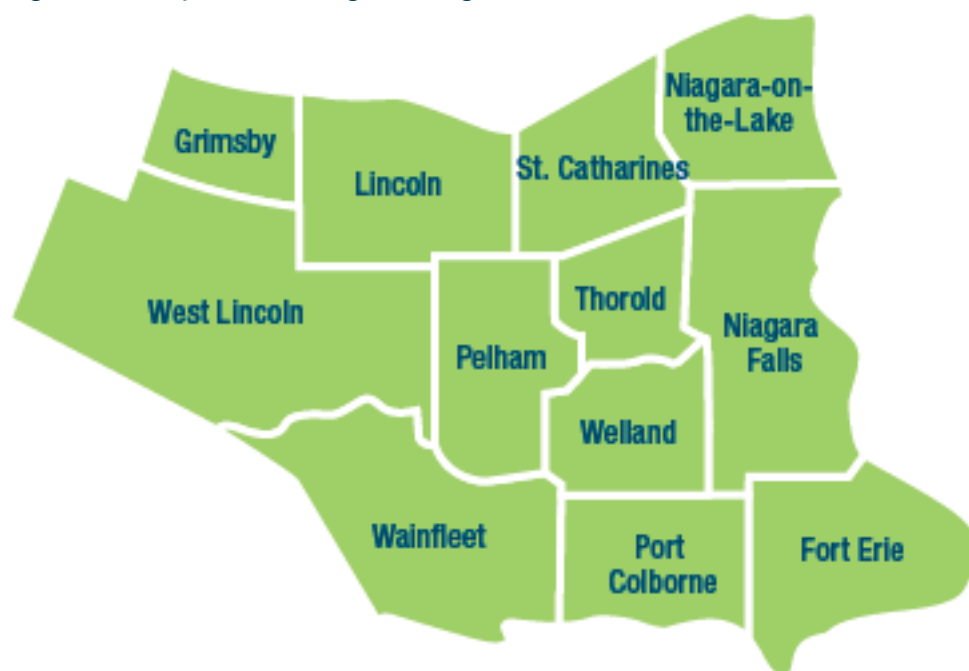 Niagara-on-
the-Lake
Grimsby
Lincoln
St. Catharines
West Lincoln
Thorold
Niagara
Falls
Pelham
Welland
Wainfleet
Port
Colborne
Fort Erie